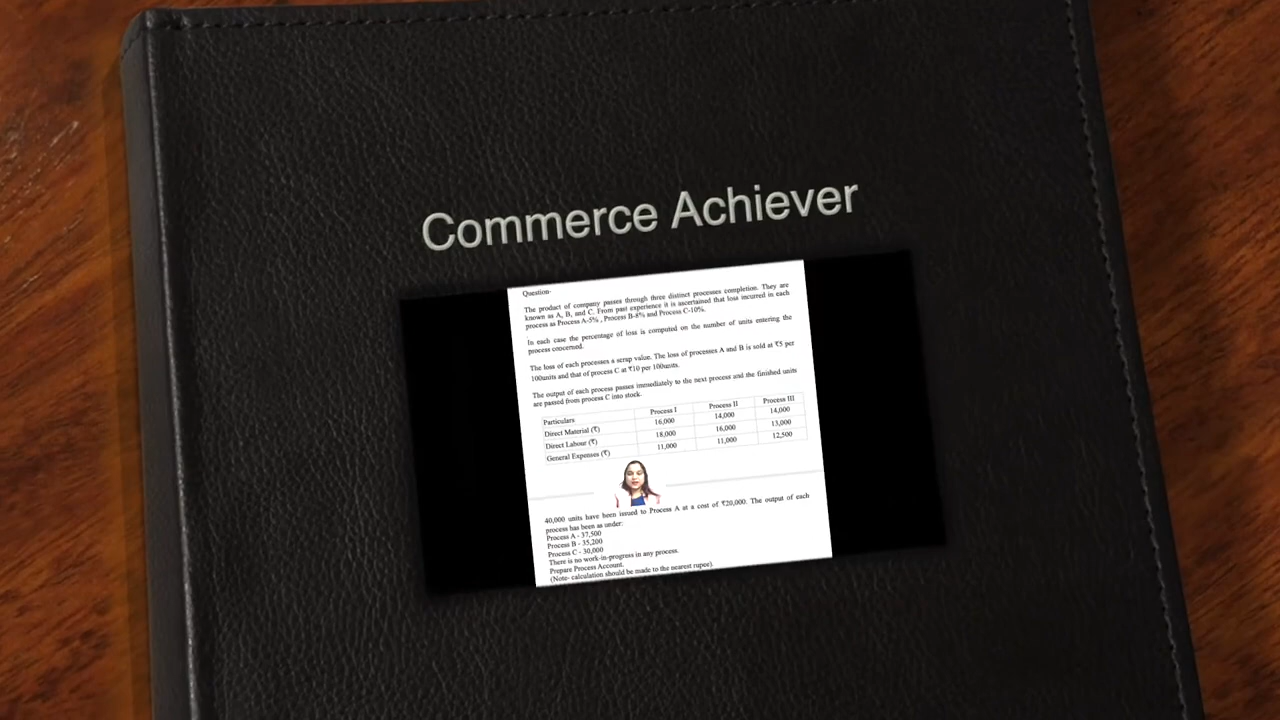 Commerce Achiever
Question-
The product of company passes through three distinct processes completion. They are
known as A, B, and C. From past experience it is ascertained that loss incurred in each
process as Process A-5% , Process B-8% and Process C-10%.
In each case the percentage of loss is computed on the number of units entering the
process concerned.
The loss of each processes a scrap value. The loss of processes A and B is sold at ₹5 per
100units and that of process C at ₹10 per 100units.
The output of each process passes immediately to the next process and the finished units
are passed from process C into stock.
Particulars Process I Process II Process III
Direct Material (₹) 16,000 14,000 14,000
Direct Labour (₹) 18,000 16,000 13,000
General Expenses (₹) 11,000 11,000 12,500
40,000 units have been issued to Process A at a cost of ₹20,000. The output of each
process has been as under:
Process A - 37,500
Process B - 35,200
Process C - 30,000
There is no work-in-progress in any process.
Prepare Process Account.
(Note- calculation should be made to the nearest rupee)